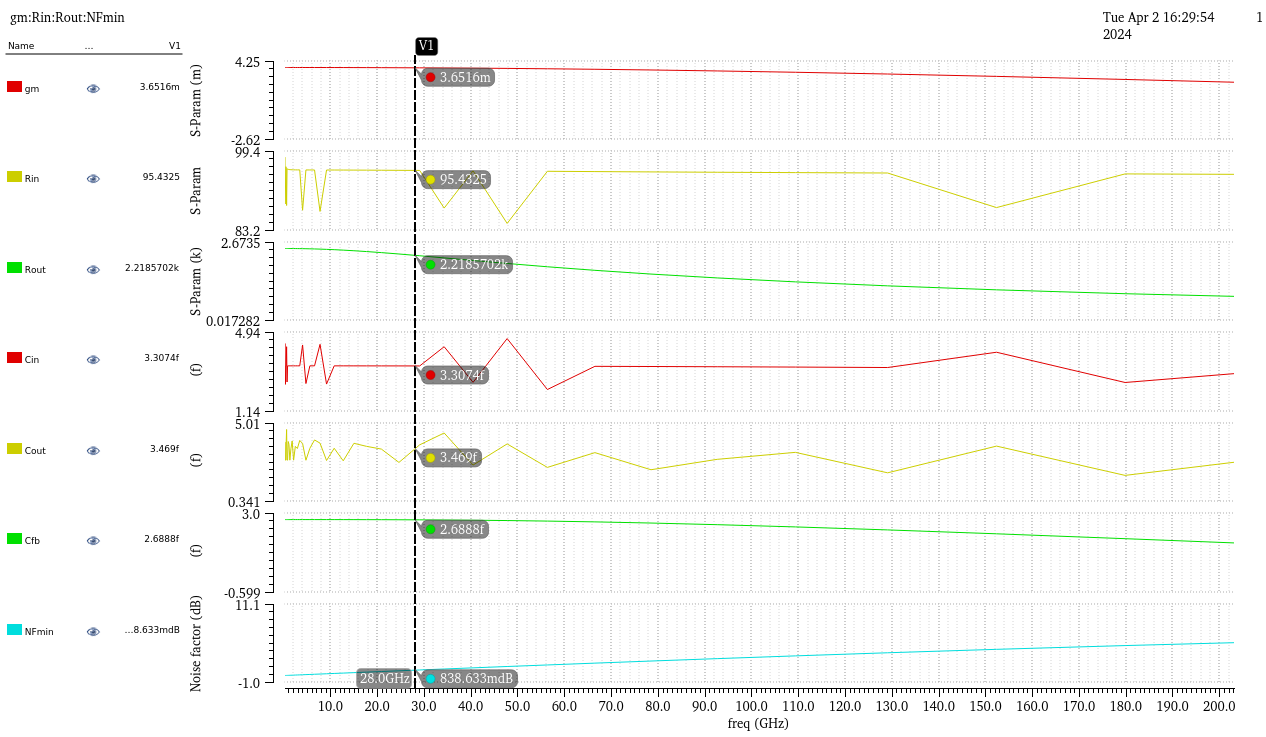 gm:Rin:Rout:NFmin
Tue Apr 2 16:29:54 2024
1
Name ... V1
gm 3.6516m
Rin 95.4325
Rout 2.2185702k
Cin 3.3074f
Cout 3.469f
Cfb 2.6888f
NFmin ...8.633mdB
V1
S-Param (m)
4.25
3.6516m
-2.62
S-Param
99.4
95.4325
83.2
S-Param (k)
2.6735
2.2185702k
0.017282
(f)
4.94
3.3074f
1.14
(f)
5.01
3.469f
0.341
(f)
3.0
2.6888f
-0.599
Noise factor (dB)
11.1
28.0GHz
838.633mdB
-1.0
10.0 20.0 30.0 40.0 50.0 60.0 70.0 80.0 90.0 100.0 110.0 120.0 130.0 140.0 150.0 160.0 170.0 180.0 190.0 200.0
freq (GHz)